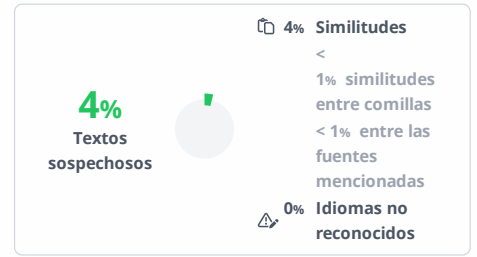 4%
Textos
sospechosos
4% Similitudes
<
1% similitudes
entre comillas
< 1% entre las
fuentes
mencionadas
0% Idiomas no
reconocidos